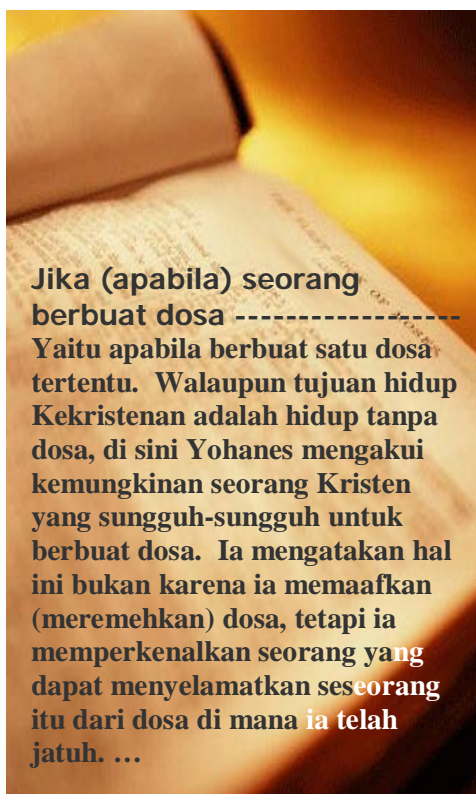 Jika (apabila) seorang
berbuat dosa ------------------
Yaitu apabila berbuat satu dosa
tertentu.  Walaupun tujuan hidup
Kekristenan adalah hidup tanpa
dosa, di sini Yohanes mengakui
kemungkinan seorang Kristen
yang sungguh-sungguh untuk
berbuat dosa.  Ia mengatakan hal
ini bukan karena ia memaafkan
(meremehkan) dosa, tetapi ia
memperkenalkan seorang yang
dapat menyelamatkan seseorang
itu dari dosa di mana ia telah
jatuh. …